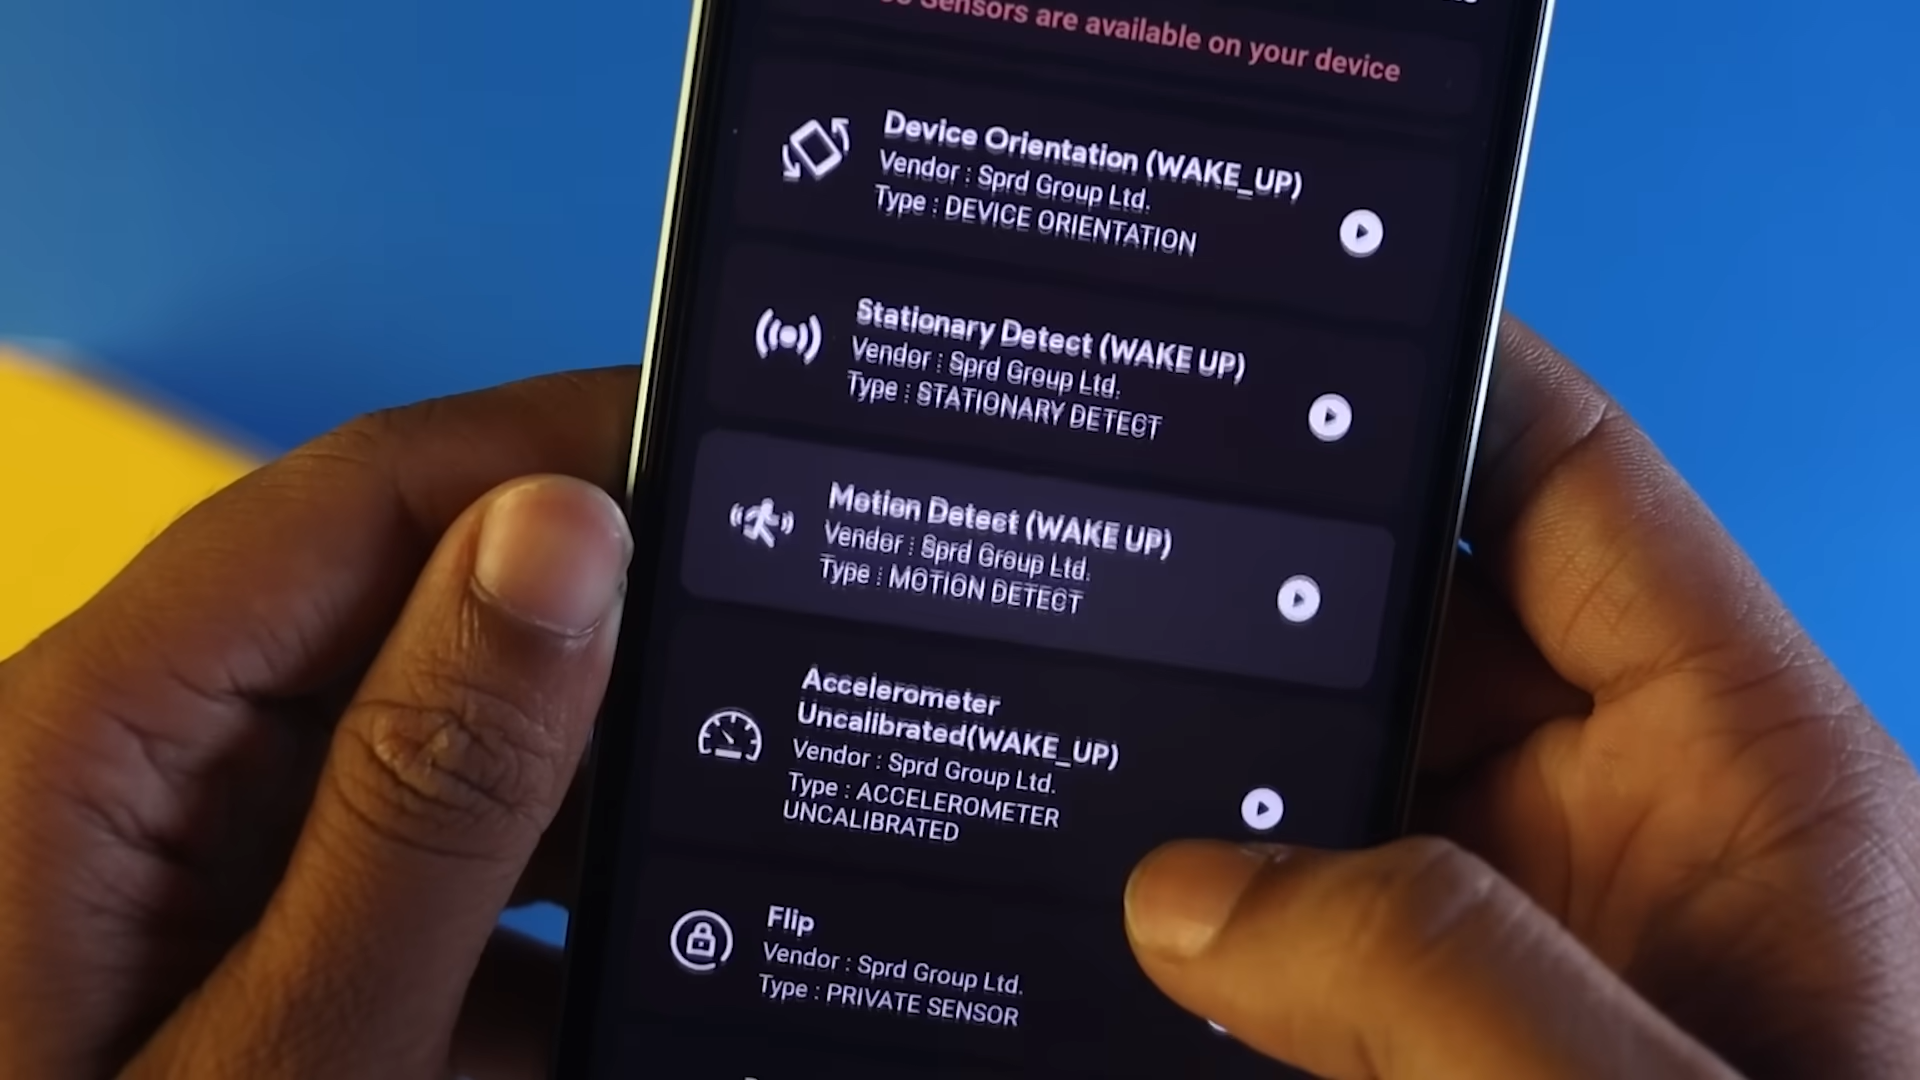 Sensors are available on your device
Device Orientation (WAKE_UP)
Vendor : Sprd Group Ltd.
Type : DEVICE ORIENTATION
Stationary Detect (WAKE UP)
Vendor : Sprd Group Ltd.
Type : STATIONARY DETECT
Motion Detect (WAKE UP)
Vendor : Sprd Group Ltd.
Type : MOTION DETECT
Accelerometer
Uncalibrated(WAKE_UP)
Vendor : Sprd Group Ltd.
Type : ACCELEROMETER
UNCALIBRATED
Flip
Vendor : Sprd Group Ltd.
Type : PRIVATE SENSOR